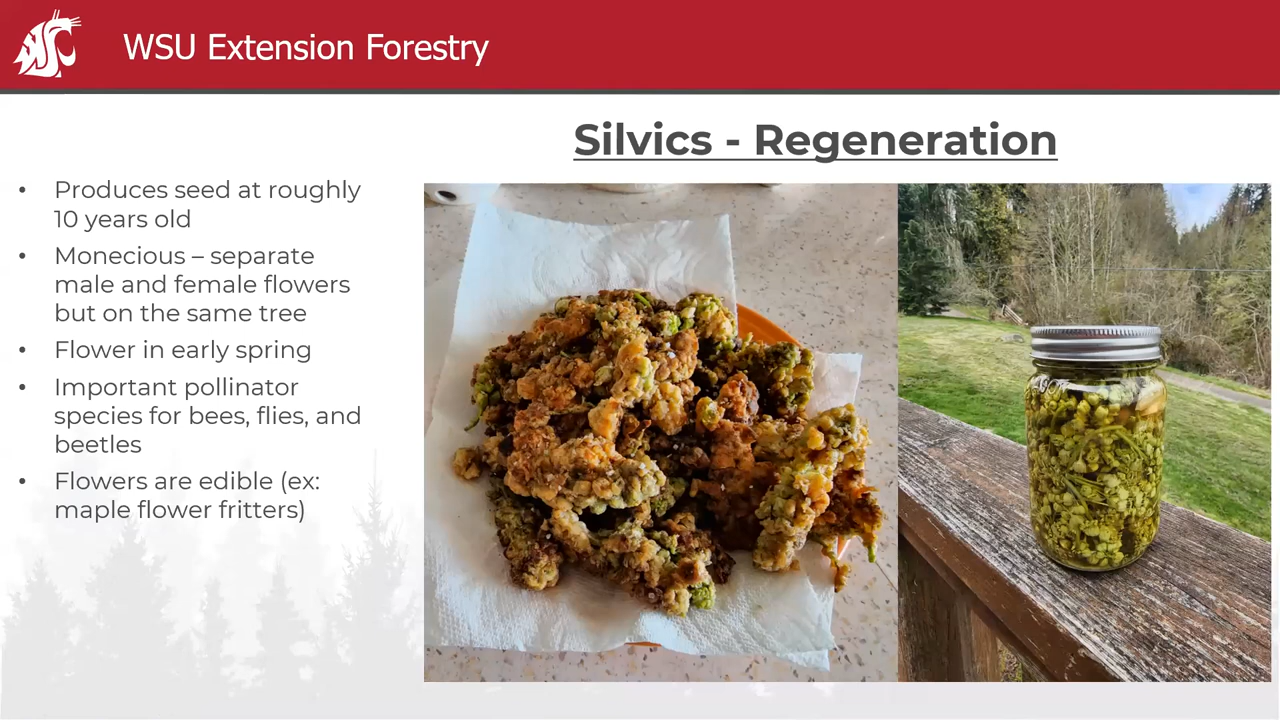 WSU Extension Forestry
Silvics - Regeneration
• Produces seed at roughly
10 years old
• Monecious – separate
male and female flowers
but on the same tree
• Flower in early spring
• Important pollinator
species for bees, flies, and
beetles
• Flowers are edible (ex:
maple flower fritters)